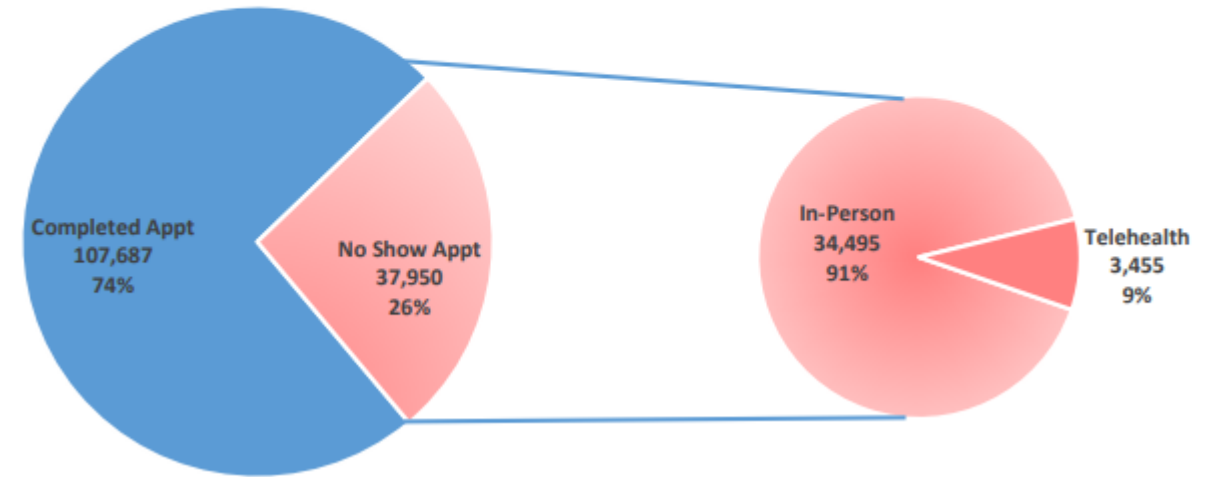 Completed Appt
107,687
74%
No Show Appt
37,950
26%
In-Person
34,495
91%
Telehealth
3,455
9%